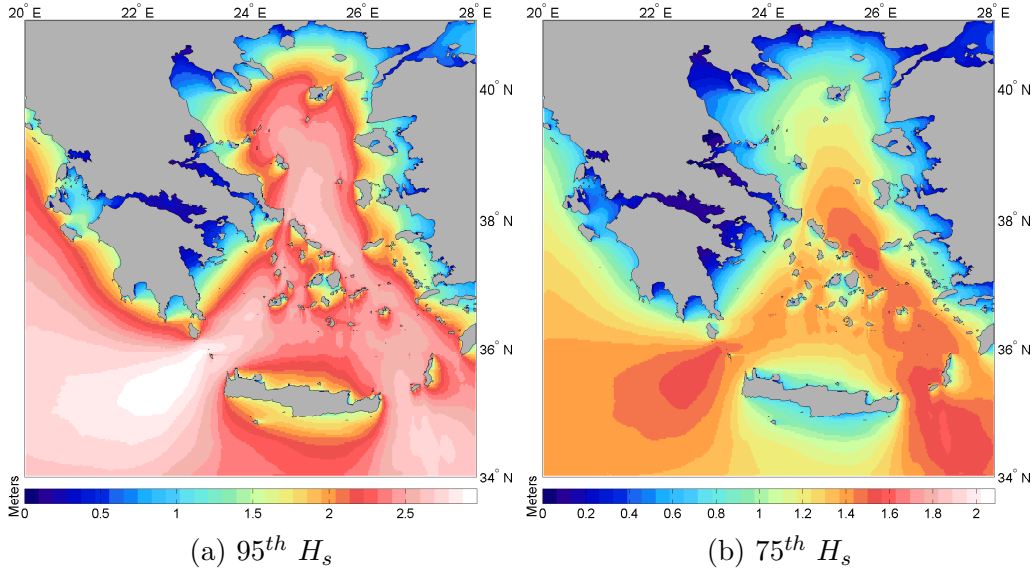 20° E 22° E 24° E 26° E 28° E
40° N
38° N
36° N
34° N
Meters
0 0.5 1 1.5 2 2.5
(a) 95th Hs
20° E 22° E 24° E 26° E 28° E
40° N
38° N
36° N
34° N
Meters
0 0.2 0.4 0.6 0.8 1 1.2 1.4 1.6 1.8 2
(b) 75th Hs